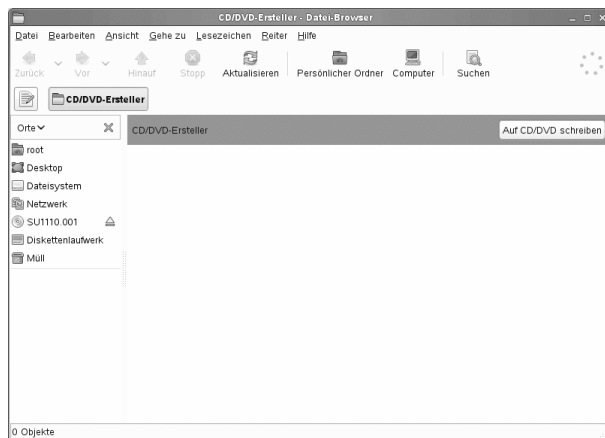 CD/DVD-Ersteller - Datei-Browser
Datei Bearbeiten Ansicht Gehe zu Lesezeichen Reiter Hilfe
Zurück Vor Hinauf Stopp Aktualisieren Persönlicher Ordner Computer Suchen
CD/DVD-Ersteller
Orte CD/DVD-Ersteller Auf CD/DVD schreiben
root
Desktop
Dateisystem
Netzwerk
SU1110.001
Diskettenlaufwerk
Müll
0 Objekte